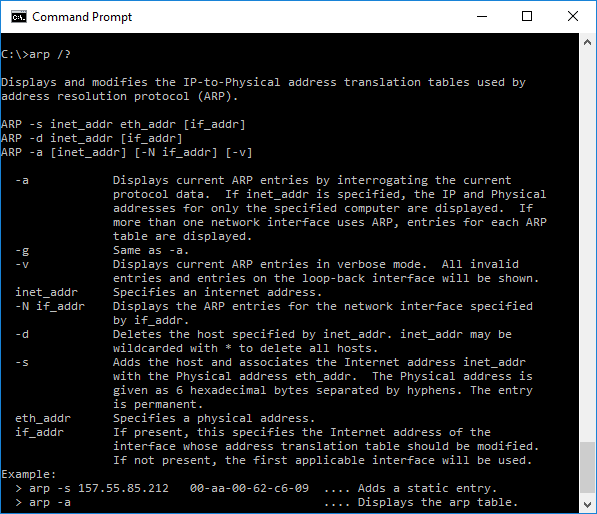 Command Prompt
C:\>arp /?
Displays and modifies the IP-to-Physical address translation tables used by
address resolution protocol (ARP).
ARP -s inet_addr eth_addr [if_addr]
ARP -d inet_addr [if_addr]
ARP -a [inet_addr] [-N if_addr] [-v]
-a Displays current ARP entries by interrogating the current
protocol data. If inet_addr is specified, the IP and Physical
addresses for only the specified computer are displayed. If
more than one network interface uses ARP, entries for each ARP
table are displayed.
-g Same as -a.
-v Displays current ARP entries in verbose mode. All invalid
entries and entries on the loop-back interface will be shown.
inet_addr Specifies an internet address.
-N if_addr Displays the ARP entries for the network interface specified
by if_addr.
-d Deletes the host specified by inet_addr. inet_addr may be
wildcarded with * to delete all hosts.
-s Adds the host and associates the Internet address inet_addr
with the Physical address eth_addr. The Physical address is
given as 6 hexadecimal bytes separated by hyphens. The entry
is permanent.
eth_addr Specifies a physical address.
if_addr If present, this specifies the Internet address of the
interface whose address translation table should be modified.
If not present, the first applicable interface will be used.
Example:
> arp -s 157.55.85.212 00-aa-00-62-c6-09 .... Adds a static entry.
> arp -a .... Displays the arp table.